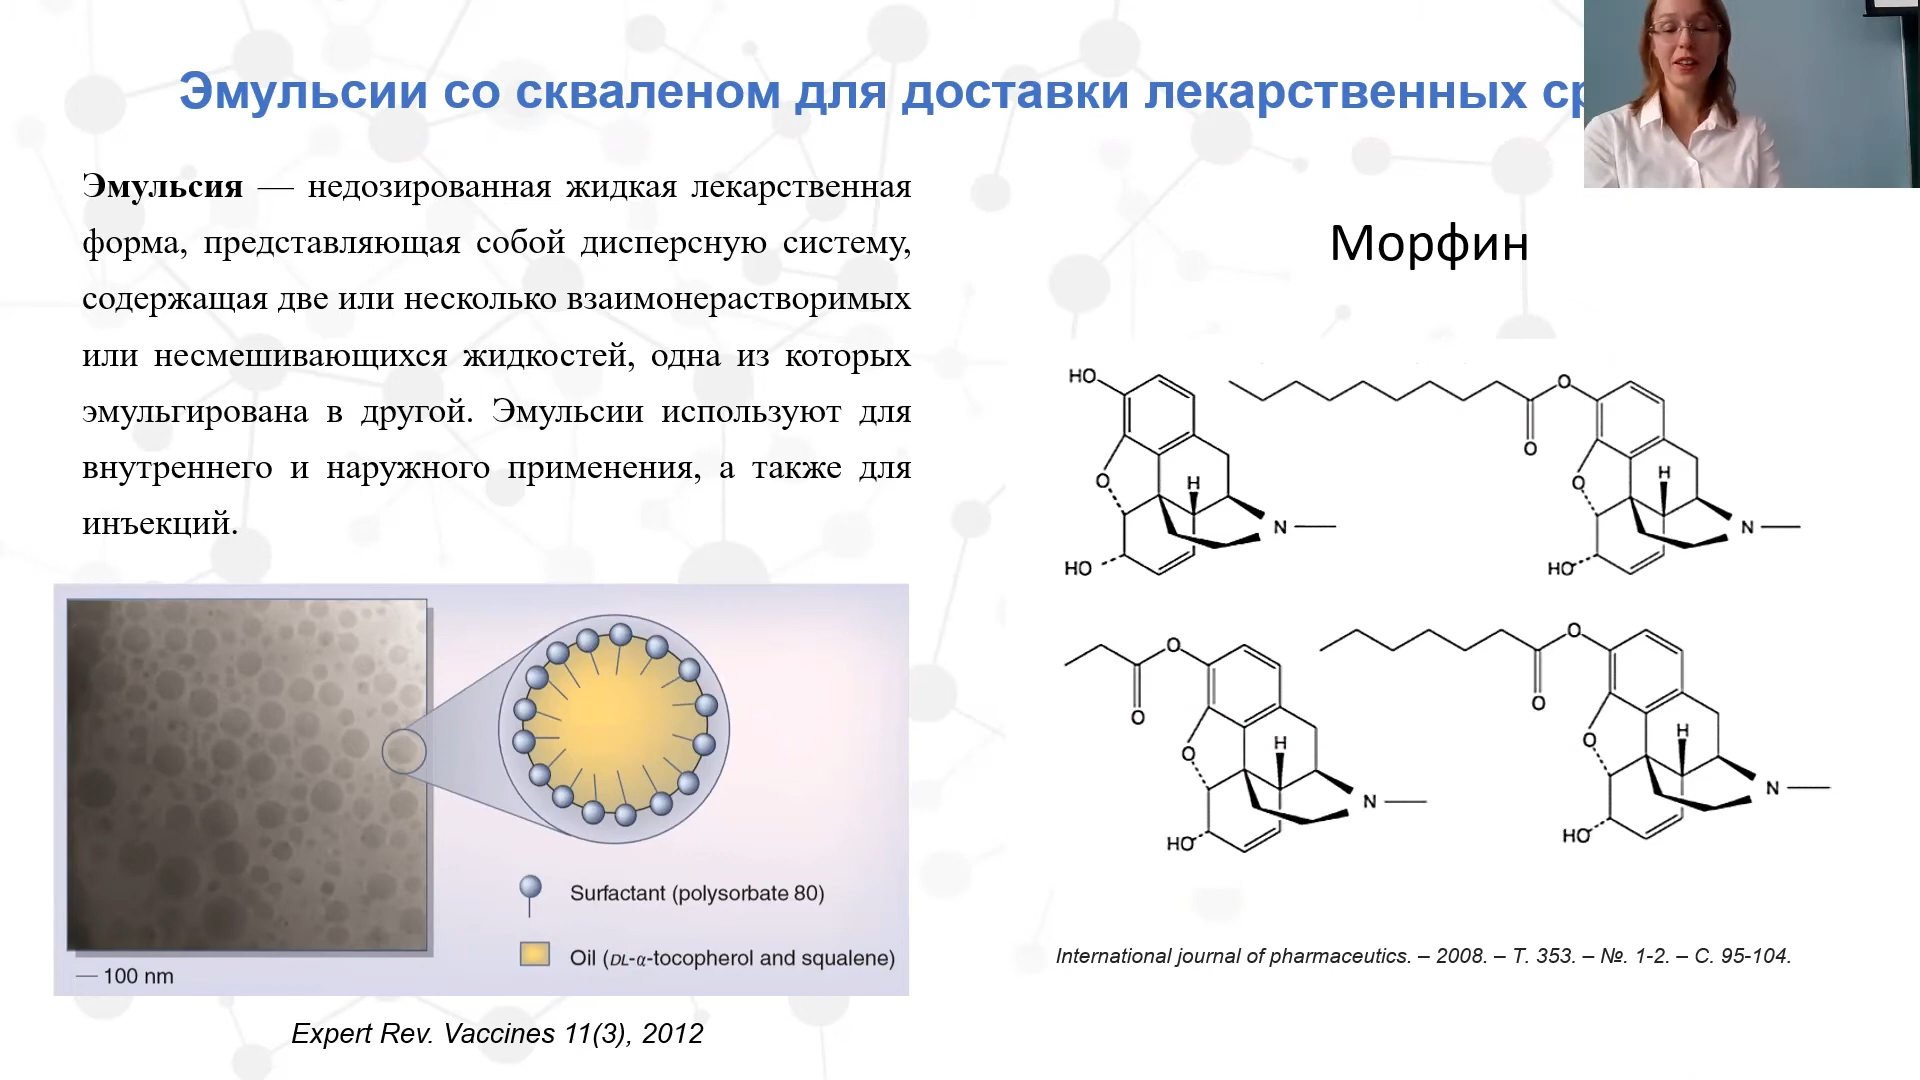 Эмульсии со скваленом для доставки лекарственных
Эмульсия — недозированная жидкая лекарственная
форма, представляющая собой дисперсную систему,
содержащая две или несколько взаимонерастворимых
или несмешивающихся жидкостей, одна из которых
эмульгирована в другой. Эмульсии используют для
внутреннего и наружного применения, а также для
инъекций.
Surfactant (polysorbate 80)
Oil (DL-α-tocopherol and squalene)
100 nm
Expert Rev. Vaccines 11(3), 2012
Морфин
HO
O
H
N
HO
O
O
O
H
N
HO
O
O
O
H
N
HO
O
O
O
H
N
HO
International journal of pharmaceutics. – 2008. – Т. 353. – №. 1-2. – С. 95-104.